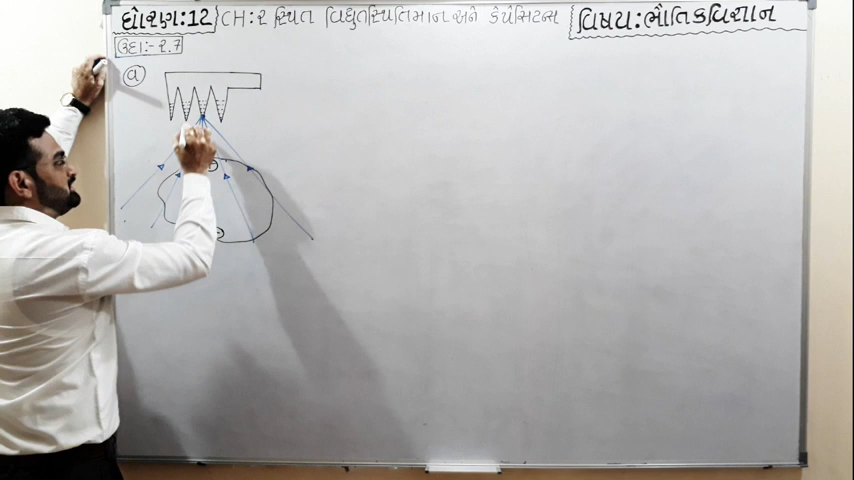 ધોરણ:12 CH:2 સ્થિત વિદ્યુતસ્થિતિમાન અને કેપેસિટન્સ વિષય:ભૌતિકવિજ્ઞાન
ઉદા:- 2.7
(a)